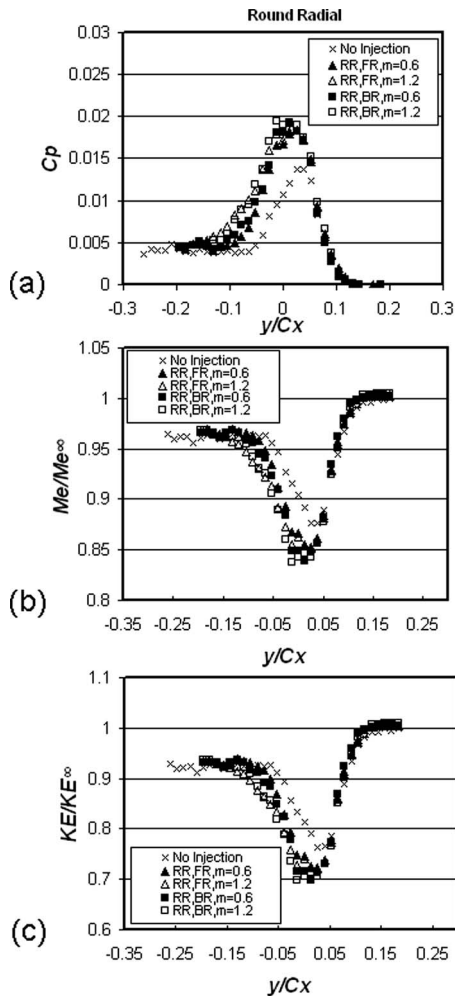 Round Radial
0.03
0.025
0.02
0.015
0.01
0.005
0
Cp
× No Injection
▲ RR,FR,m=0.6
△ RR,FR,m=1.2
■ RR,BR,m=0.6
□ RR,BR,m=1.2
-0.3 -0.2 -0.1 0 0.1 0.2 0.3
y/Cx
(a)
1.05
1
0.95
0.9
0.85
0.8
Me/Me∞
× No Injection
▲ RR,FR,m=0.6
△ RR,FR,m=1.2
■ RR,BR,m=0.6
□ RR,BR,m=1.2
-0.35 -0.25 -0.15 -0.05 0.05 0.15 0.25
y/Cx
(b)
1.1
1
0.9
0.8
0.7
0.6
KE/KE∞
× No Injection
▲ RR,FR,m=0.6
△ RR,FR,m=1.2
■ RR,BR,m=0.6
□ RR,BR,m=1.2
-0.35 -0.25 -0.15 -0.05 0.05 0.15 0.25
y/Cx
(c)